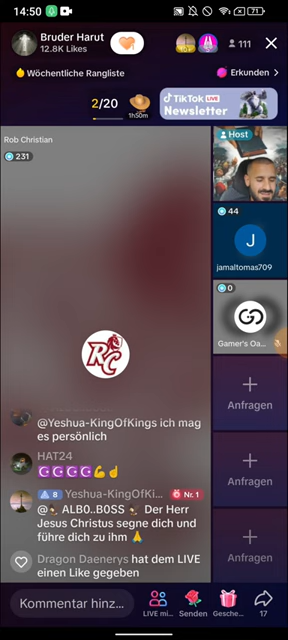 14:50
71
Bruder Harut
12.8K Likes
111
Wöchentliche Rangliste
Erkunden >
2/20
1h50m
TikTok LIVE
Newsletter
Rob Christian
231
Host
RC
44
J
jamaltomas709
0
Gamer's Oa...
Anfragen
Anfragen
Anfragen
@Yeshua-KingOfKings ich mag
es persönlich
HAT24
☪️☪️☪️☪️💪☝️
8 Yeshua-KingOfKi... Nr. 1
@🦅ALB0..B0SS🦅 Der Herr
Jesus Christus segne dich und
führe dich zu ihm 🙏
Dragon Daenerys hat dem LIVE
einen Like gegeben
Kommentar hinz...
LIVE mi...
Senden
Gesche...
17